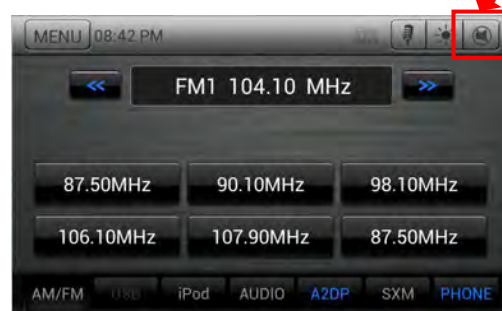 MENU 08:42 PM
<< FM1 104.10 MHz >>
87.50MHz 90.10MHz 98.10MHz
106.10MHz 107.90MHz 87.50MHz
AM/FM USB iPod AUDIO A2DP SXM PHONE